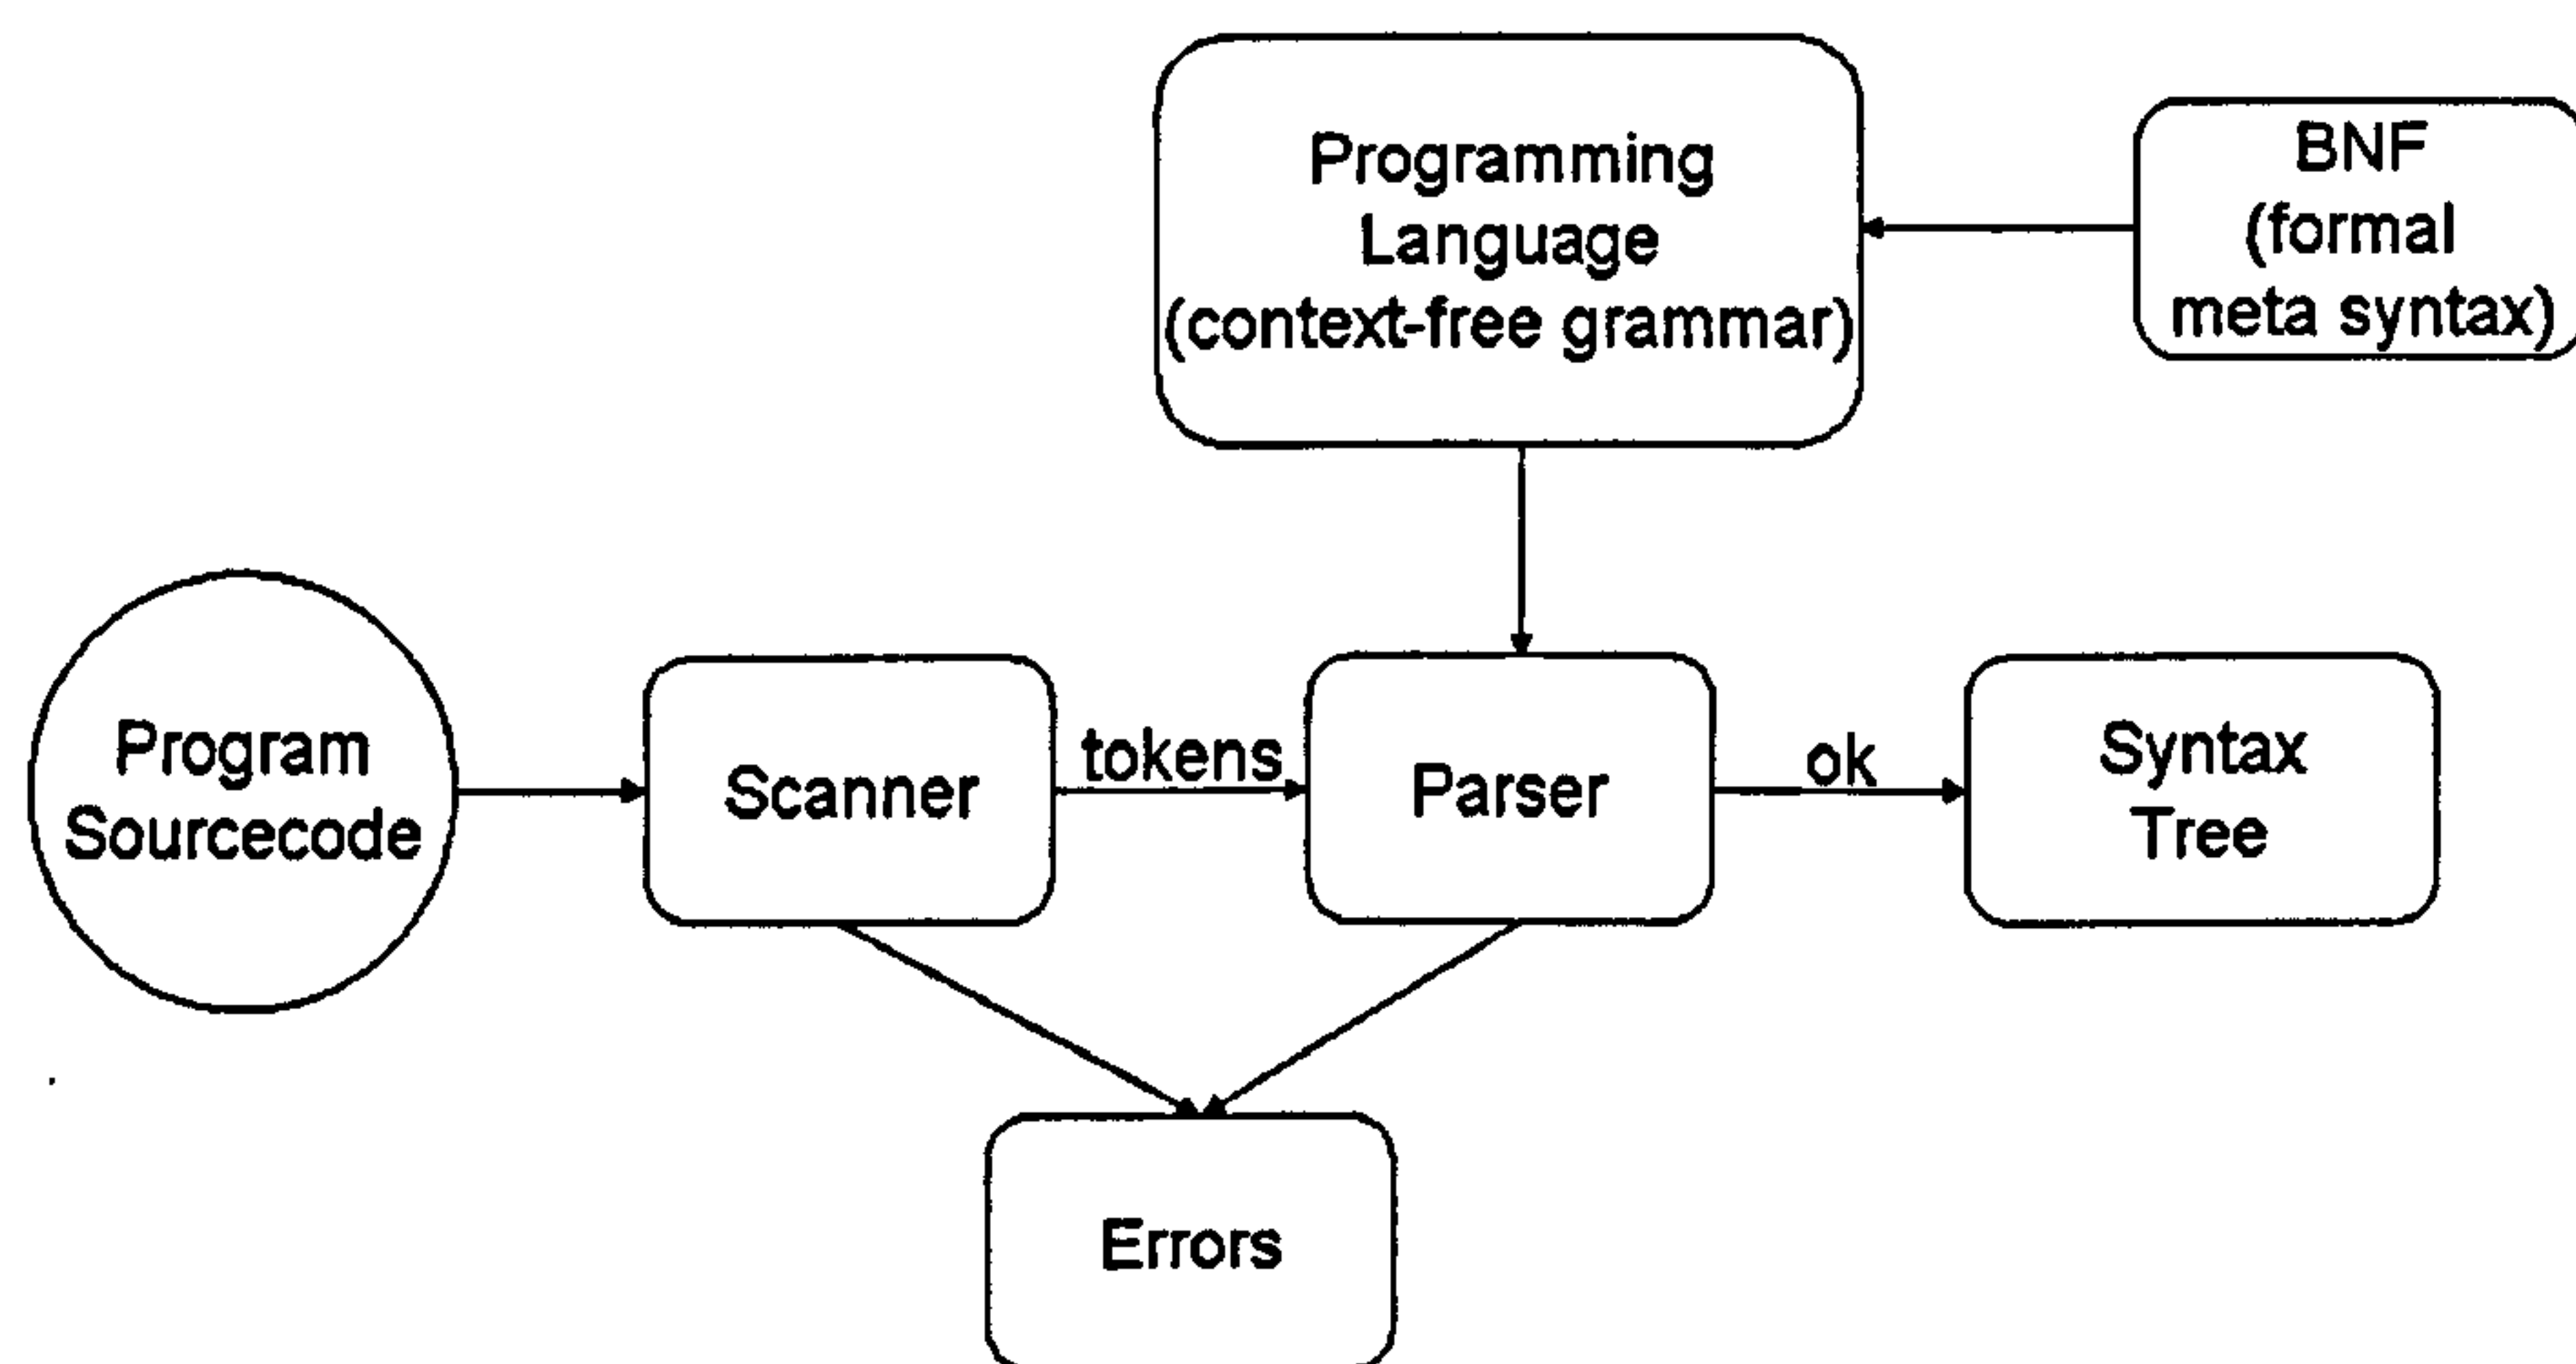 Programming
Language
(context-free grammar)
BNF
(formal
meta syntax)
Program
Sourcecode
Scanner
tokens
Parser
ok
Syntax
Tree
Errors